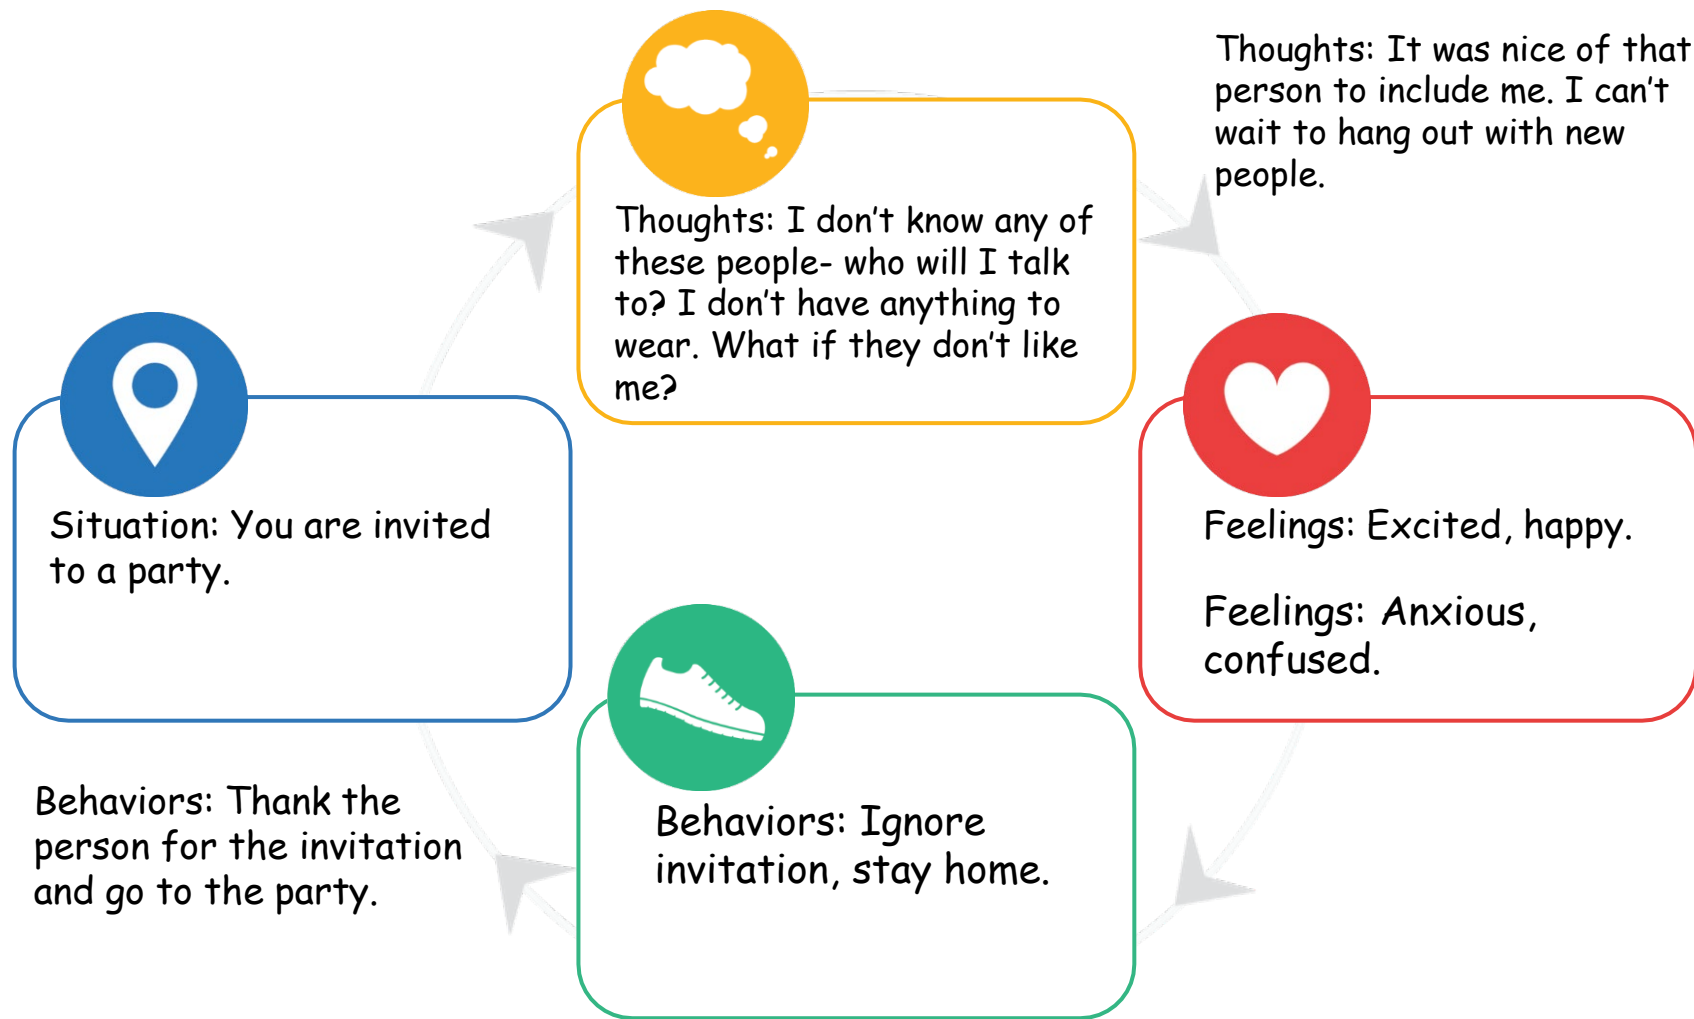 Thoughts: It was nice of that
person to include me. I can't
wait to hang out with new
people.
Thoughts: I don't know any of
these people- who will I talk
to? I don't have anything to
wear. What if they don't like
me?
Situation: You are invited
to a party.
Feelings: Excited, happy.
Feelings: Anxious,
confused.
Behaviors: Thank the
person for the invitation
and go to the party.
Behaviors: Ignore
invitation, stay home.